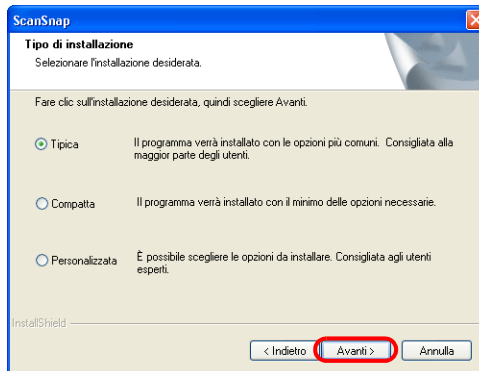 ScanSnap
Tipo di installazione
Selezionare l'installazione desiderata.
Fare clic sull'installazione desiderata, quindi scegliere Avanti.
Tipica
Il programma verrà installato con le opzioni più comuni. Consigliata alla
maggior parte degli utenti.
Compatta
Il programma verrà installato con il minimo delle opzioni necessarie.
Personalizzata
È possibile scegliere le opzioni da installare. Consigliata agli utenti
esperti.
InstallShield
< Indietro
Avanti >
Annulla